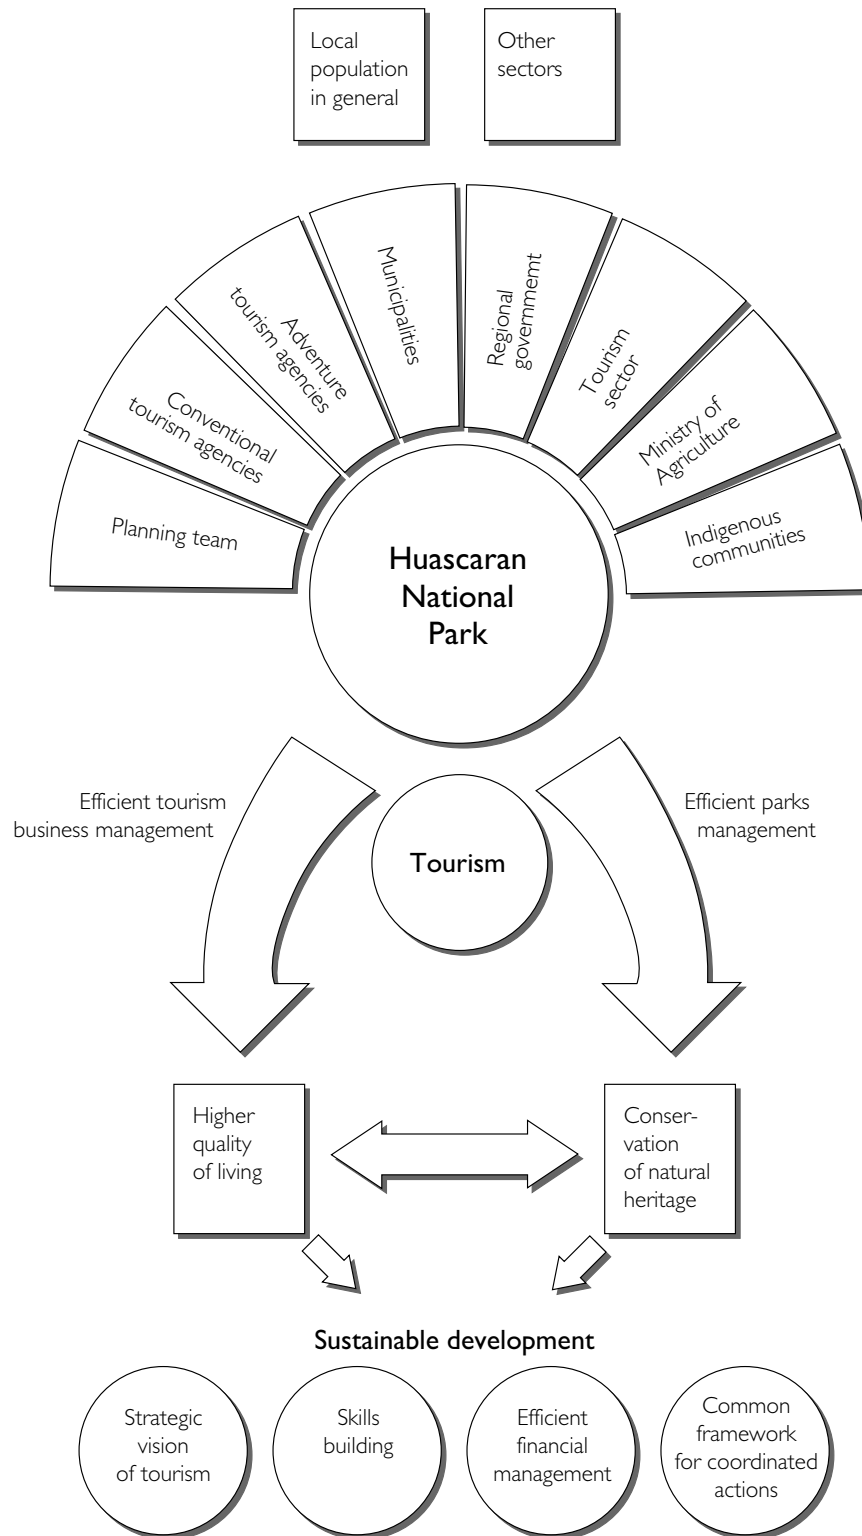 Local
population
in general
Other
sectors
Planning team
Conventional
tourism agencies
Adventure
tourism agencies
Municipalities
Regional
governmemt
Tourism
sector
Ministry of
Agriculture
Indigenous
communities
Huascaran
National
Park
Efficient tourism
business management
Tourism
Efficient parks
management
Higher
quality
of living
Conser-
vation
of natural
heritage
Sustainable development
Strategic
vision
of tourism
Skills
building
Efficient
financial
management
Common
framework
for coordinated
actions